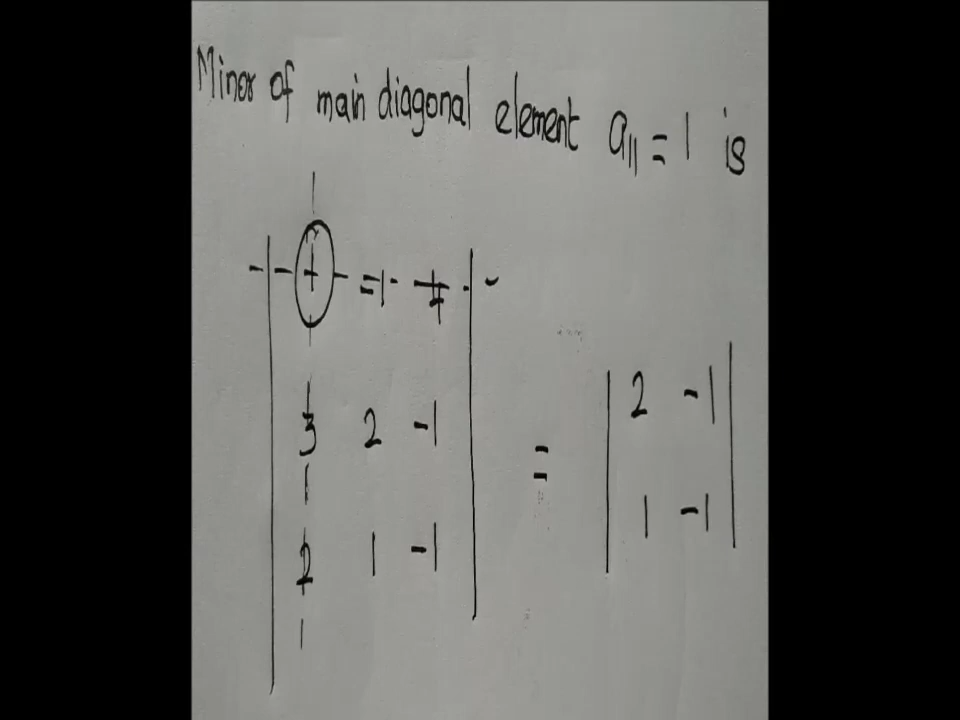 Minor of main diagonal element a₁₁ = 1 is
| 1 -1 4 |
| 3 2 -1 | = | 2 -1 |
| 2 1 -1 | | 1 -1 |